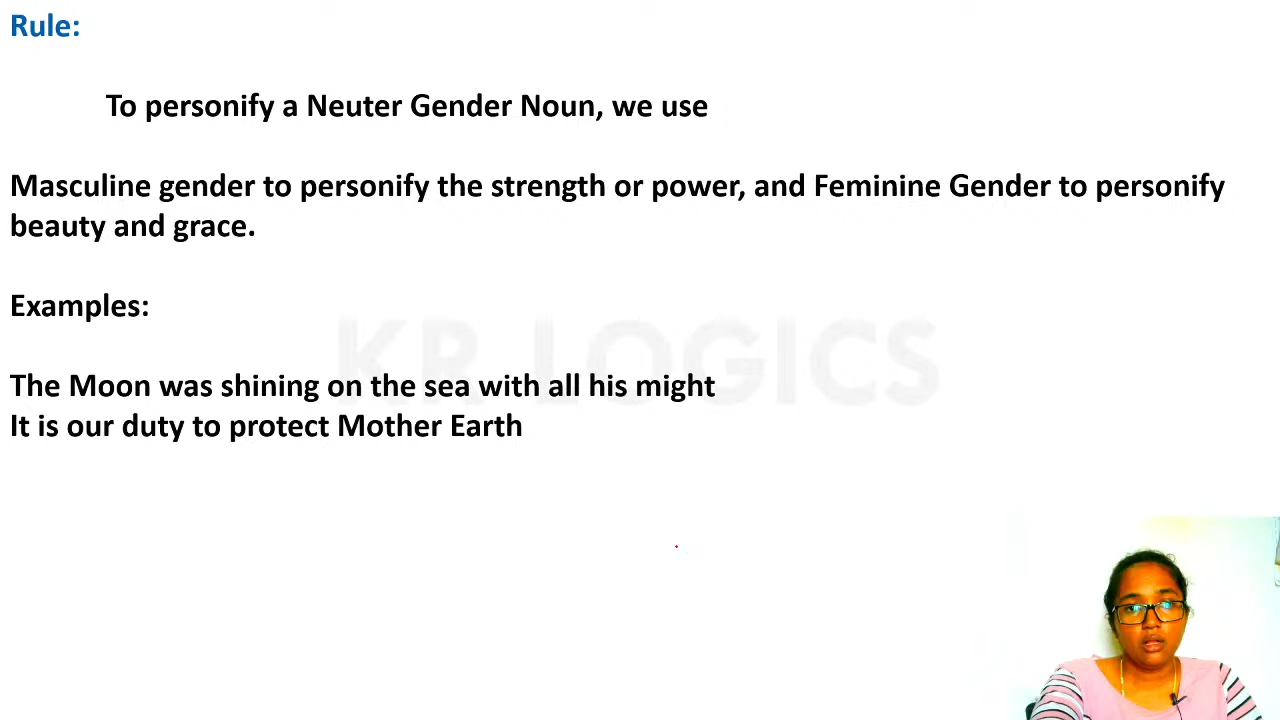 Rule:
To personify a Neuter Gender Noun, we use
Masculine gender to personify the strength or power, and Feminine Gender to personify
beauty and grace.
Examples:
KR LOGICS
The Moon was shining on the sea with all his might
It is our duty to protect Mother Earth